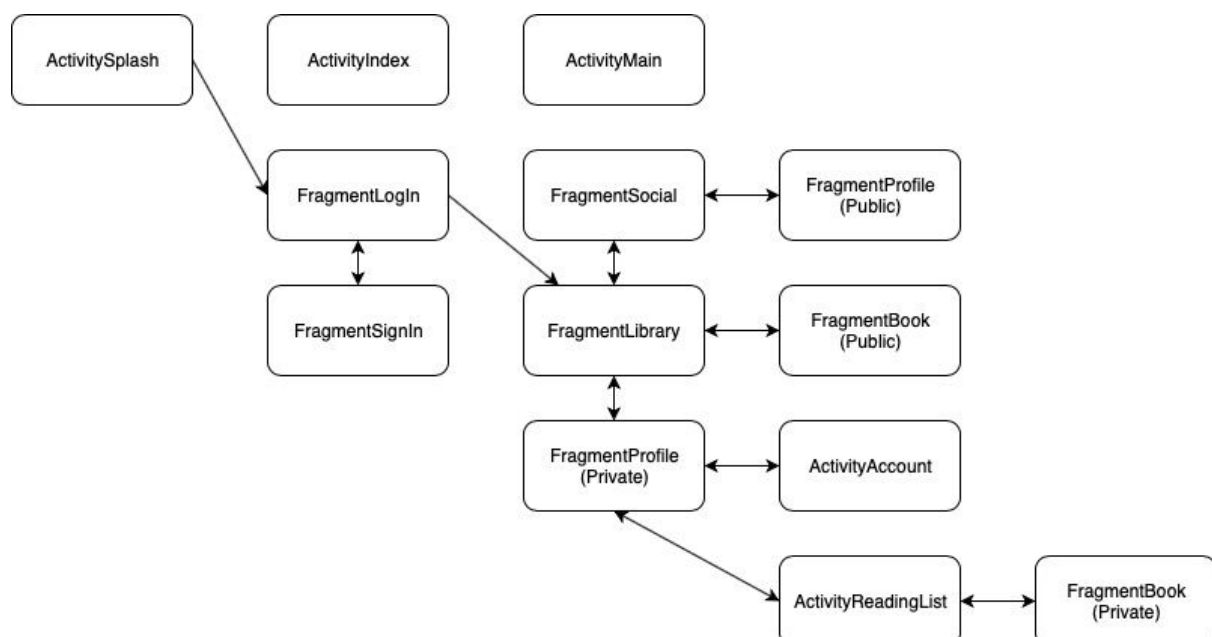 ActivitySplash
ActivityIndex
ActivityMain
FragmentLogIn
FragmentSocial
FragmentProfile
(Public)
FragmentSignIn
FragmentLibrary
FragmentBook
(Public)
FragmentProfile
(Private)
ActivityAccount
ActivityReadingList
FragmentBook
(Private)